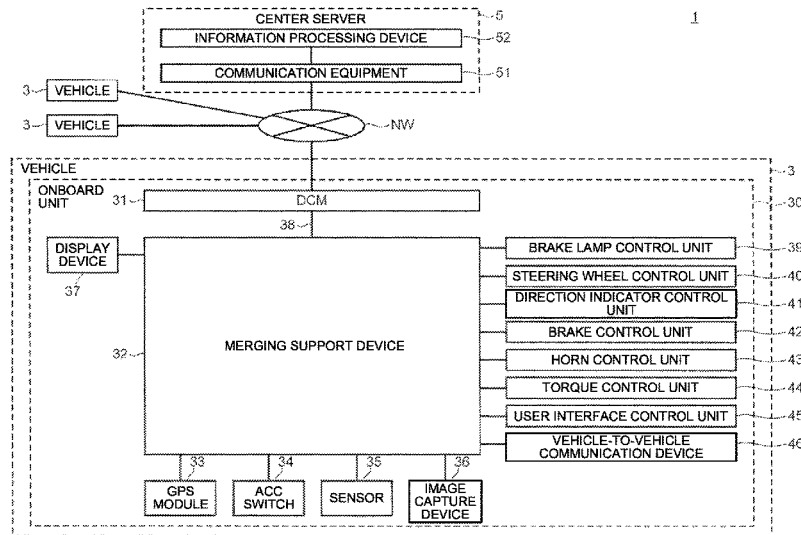 1
CENTER SERVER
5
INFORMATION PROCESSING DEVICE
52
COMMUNICATION EQUIPMENT
51
3
VEHICLE
3
VEHICLE
NW
VEHICLE
3
ONBOARD
UNIT
30
31
DCM
38
DISPLAY
DEVICE
37
32
MERGING SUPPORT DEVICE
BRAKE LAMP CONTROL UNIT
39
STEERING WHEEL CONTROL UNIT
40
DIRECTION INDICATOR CONTROL
UNIT
41
BRAKE CONTROL UNIT
42
HORN CONTROL UNIT
43
TORQUE CONTROL UNIT
44
USER INTERFACE CONTROL UNIT
45
VEHICLE-TO-VEHICLE
COMMUNICATION DEVICE
46
33
34
35
36
GPS
MODULE
ACC
SWITCH
SENSOR
IMAGE
CAPTURE
DEVICE